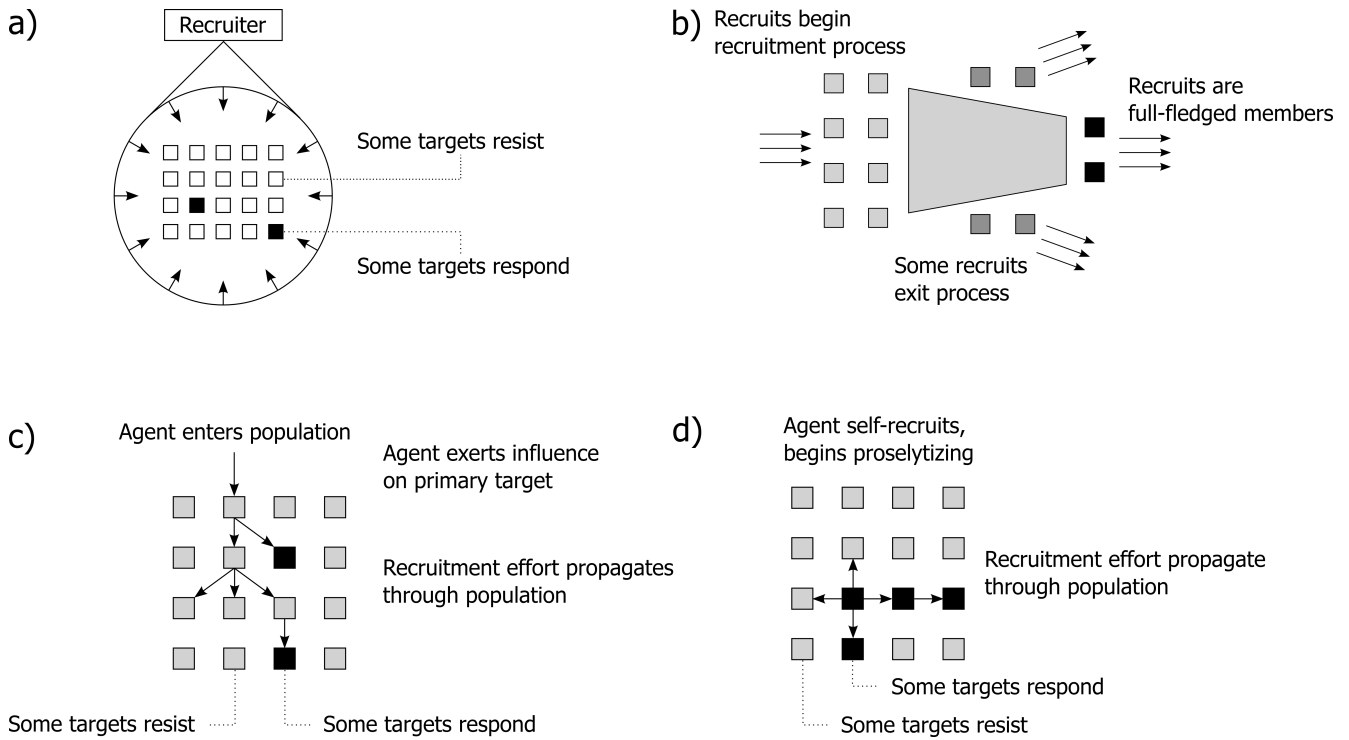 a)
Recruiter
Some targets resist
Some targets respond
b)
Recruits begin
recruitment process
Recruits are
full-fledged members
Some recruits
exit process
c)
Agent enters population
Agent exerts influence
on primary target
Recruitment effort propagates
through population
Some targets resist
Some targets respond
d)
Agent self-recruits,
begins proselytizing
Recruitment effort propagate
through population
Some targets respond
Some targets resist